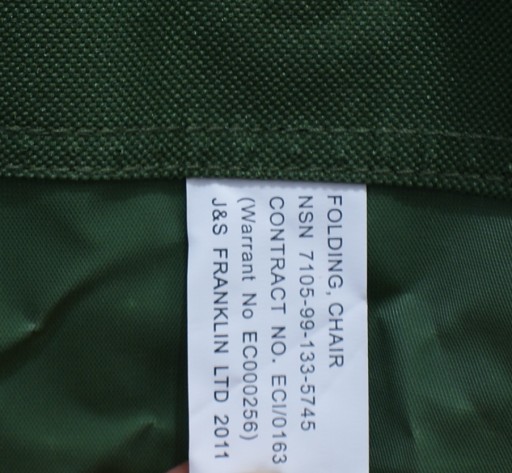 FOLDING, CHAIR
NSN 7105-99-133-5745
CONTRACT NO. ECI/0163
(Warrant No EC000256)
J&S FRANKLIN LTD 2011